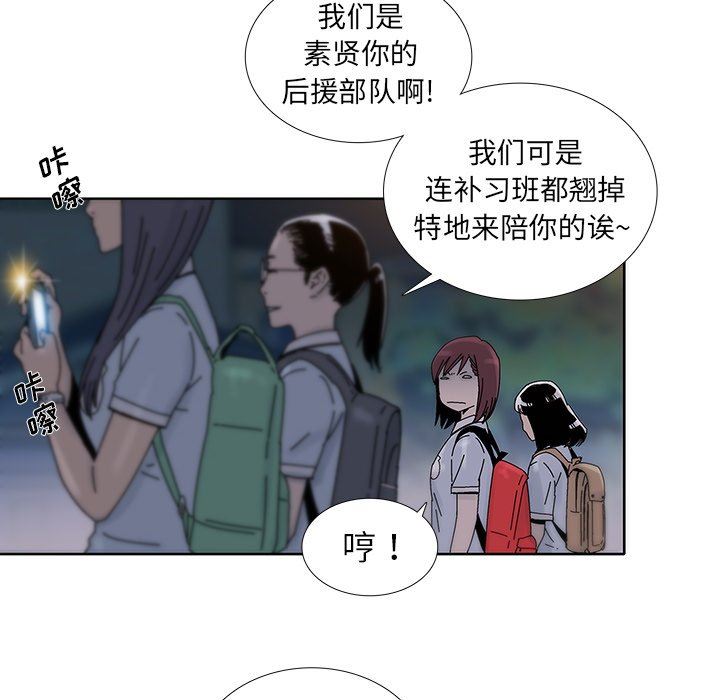 我们是
素贤你的
后援部队啊!
我们可是
连补习班都翘掉
特地来陪你的诶~
咔
嚓
咔
嚓
哼！